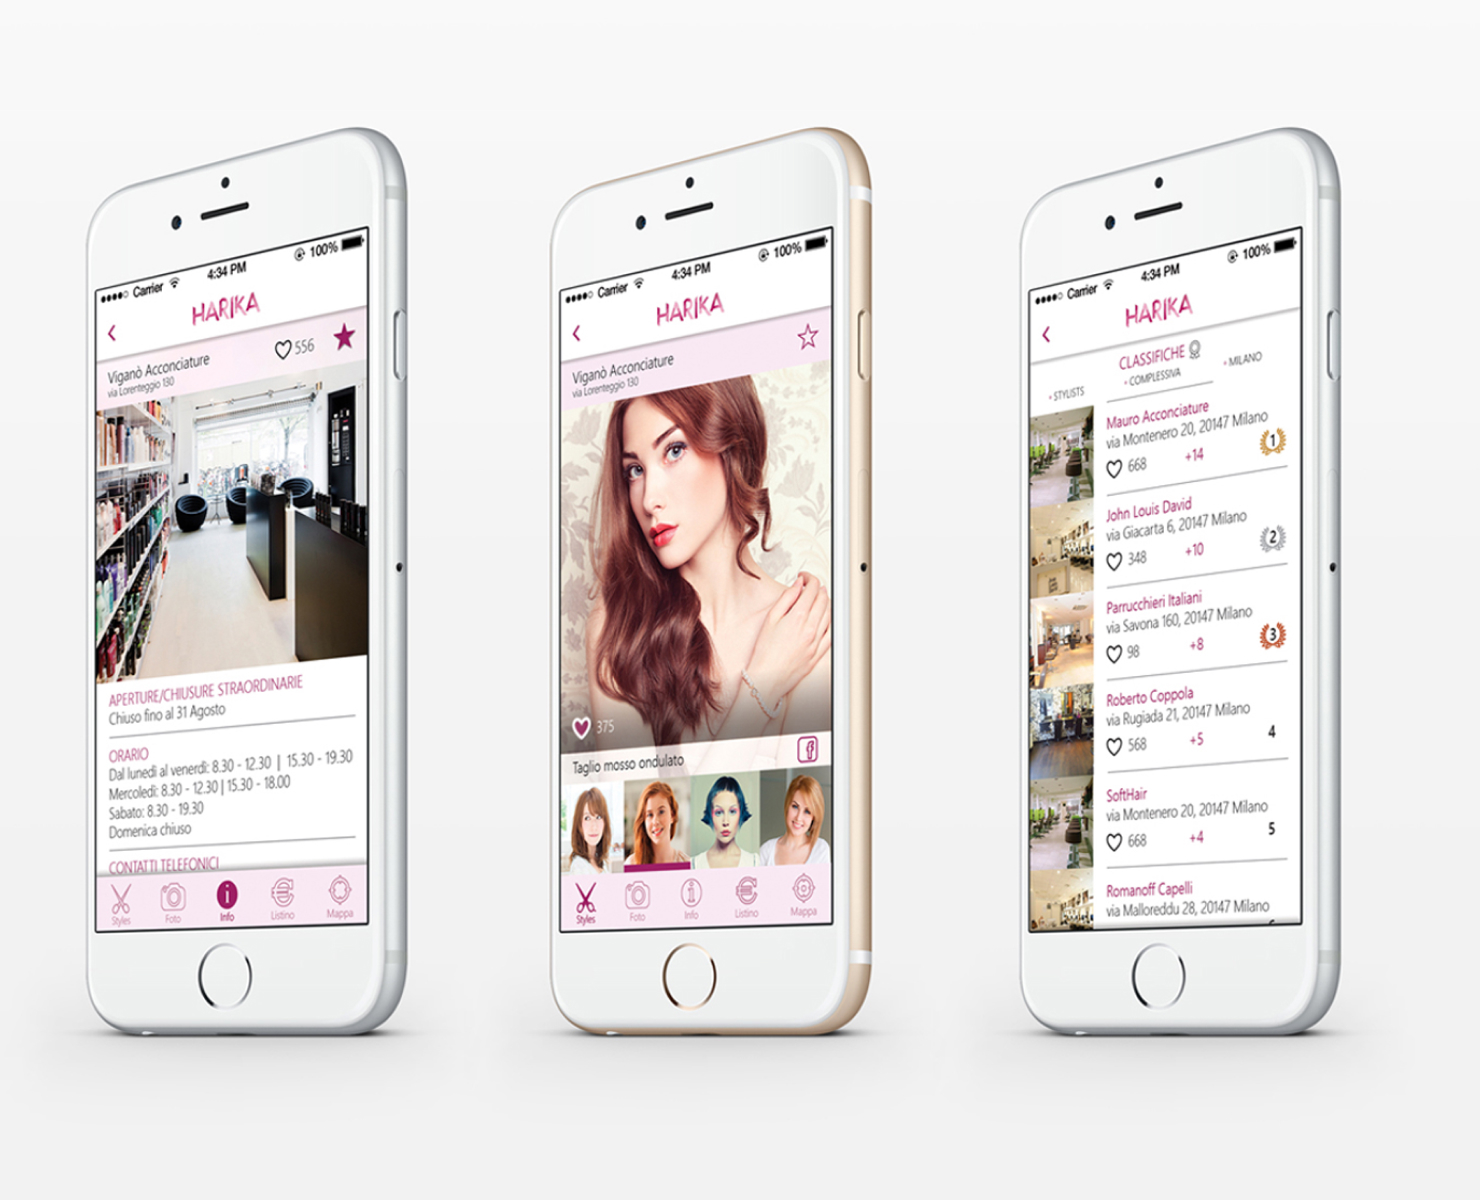 Carrier 4:34 PM 100%
HARIKA
Viganò Acconciature
via Lorenteggio 130
556
APERTURE/CHIUSURE STRAORDINARIE
Chiuso fino al 31 Agosto
ORARIO
Dal lunedì al venerdì: 8.30 - 12.30 | 15.30 - 19.30
Mercoledì: 8.30 - 12.30 | 15.30 - 18.00
Sabato: 8.30 - 19.30
Domenica chiuso
CONTATTI TELEFONICI
Styles Foto Info Listino Mappa
Carrier 4:34 PM 100%
HARIKA
Viganò Acconciature
via Lorenteggio 130
375
Taglio mosso ondulato
Styles Foto Info Listino Mappa
Carrier 4:34 PM 100%
HARIKA
CLASSIFICHE
STYLISTS COMPLESSIVA MILANO
Mauro Acconciature
via Montenero 20, 20147 Milano
668 +14 1
John Louis David
via Giacarta 6, 20147 Milano
348 +10 2
Parrucchieri Italiani
via Savona 160, 20147 Milano
98 +8 3
Roberto Coppola
via Rugiada 21, 20147 Milano
568 +5 4
SoftHair
via Montenero 20, 20147 Milano
668 +4 5
Romanoff Capelli
via Malloreddu 28, 20147 Milano